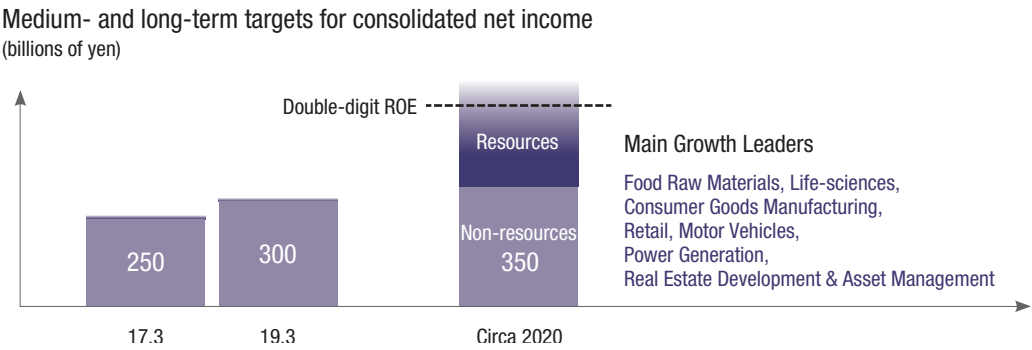 Medium- and long-term targets for consolidated net income
(billions of yen)
Double-digit ROE
Resources
Main Growth Leaders
Food Raw Materials, Life-sciences,
Consumer Goods Manufacturing,
Retail, Motor Vehicles,
Power Generation,
Real Estate Development & Asset Management
250
300
Non-resources
350
17.3
19.3
Circa 2020